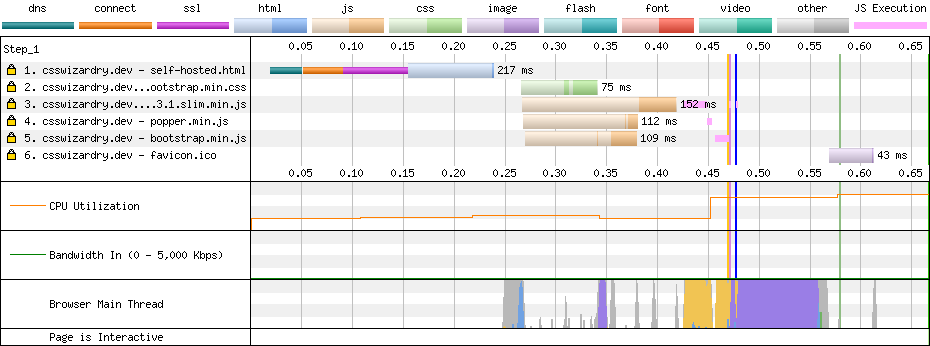 dns connect ssl html js css image flash font video other JS Execution
Step_1 0.05 0.10 0.15 0.20 0.25 0.30 0.35 0.40 0.45 0.50 0.55 0.60 0.65
1. csswizardry.dev - self-hosted.html 217 ms
2. csswizardry.dev...ootstrap.min.css 75 ms
3. csswizardry.dev....3.1.slim.min.js 152 ms
4. csswizardry.dev - popper.min.js 112 ms
5. csswizardry.dev - bootstrap.min.js 109 ms
6. csswizardry.dev - favicon.ico 43 ms
0.05 0.10 0.15 0.20 0.25 0.30 0.35 0.40 0.45 0.50 0.55 0.60 0.65
CPU Utilization
Bandwidth In (0 - 5,000 Kbps)
Browser Main Thread
Page is Interactive